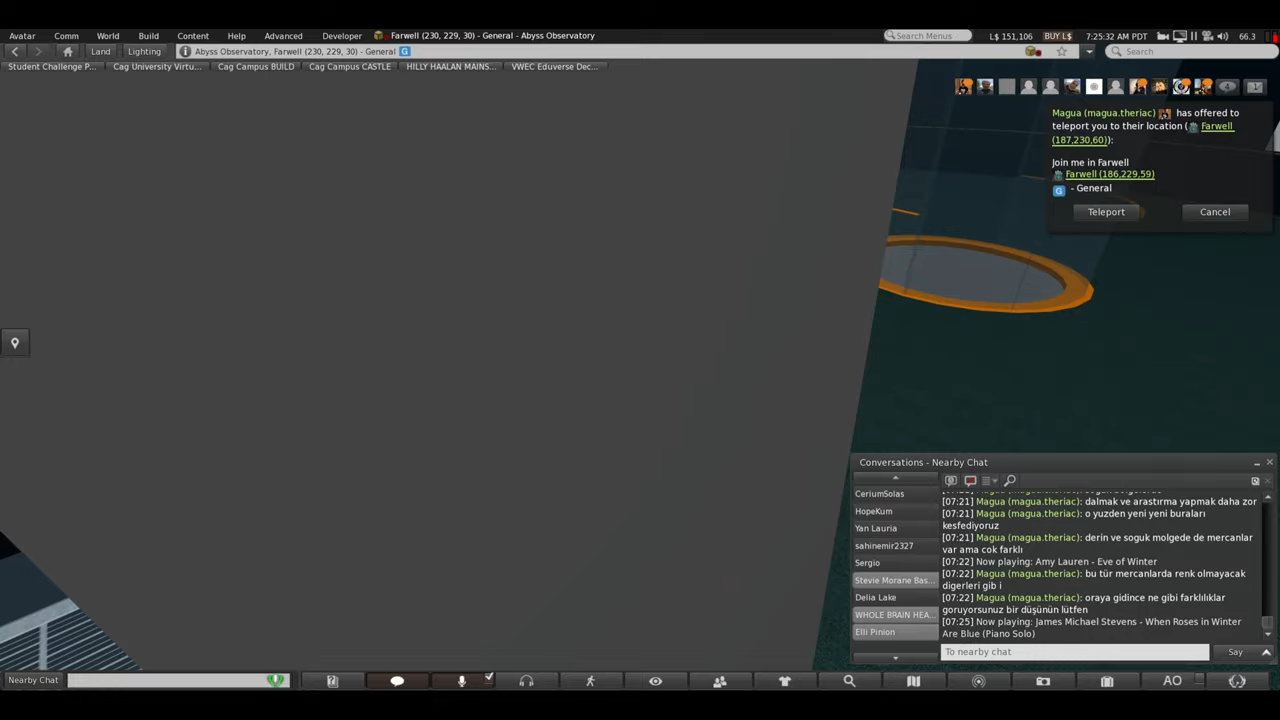 Avatar Comm World Build Content Help Advanced Developer Farwell (230, 229, 30) - General - Abyss Observatory Search Menus L$ 151,106 BUY L$ 7:25:32 AM PDT 66.3
Land Lighting Abyss Observatory, Farwell (230, 229, 30) - General G Search
Student Challenge P... Cag University Virtu... Cag Campus BUILD Cag Campus CASTLE HILLY HAALAN MAINS... VWEC Eduverse Dec...
Magua (magua.theriac) has offered to
teleport you to their location (Farwell
(187,230,60)):
Join me in Farwell
Farwell (186,229,59)
G - General
Teleport Cancel
Conversations - Nearby Chat
CeriumSolas
HopeKum
Yan Lauria
sahinemir2327
Sergio
Stevie Morane Bas...
Delia Lake
WHOLE BRAIN HEA...
Elli Pinion
[07:21] Magua (magua.theriac): dalmak ve arastırma yapmak daha zor
[07:21] Magua (magua.theriac): o yuzden yeni yeni buraları
kesfediyoruz
[07:21] Magua (magua.theriac): derin ve soguk molgede de mercanlar
var ama cok farklı
[07:22] Now playing: Amy Lauren - Eve of Winter
[07:22] Magua (magua.theriac): bu tür mercanlarda renk olmayacak
digerleri gibi i
[07:22] Magua (magua.theriac): oraya gidince ne gibi farklılıklar
goruyorsunuz bir düşünün lütfen
[07:25] Now playing: James Michael Stevens - When Roses in Winter
Are Blue (Piano Solo)
To nearby chat Say
Nearby Chat AO